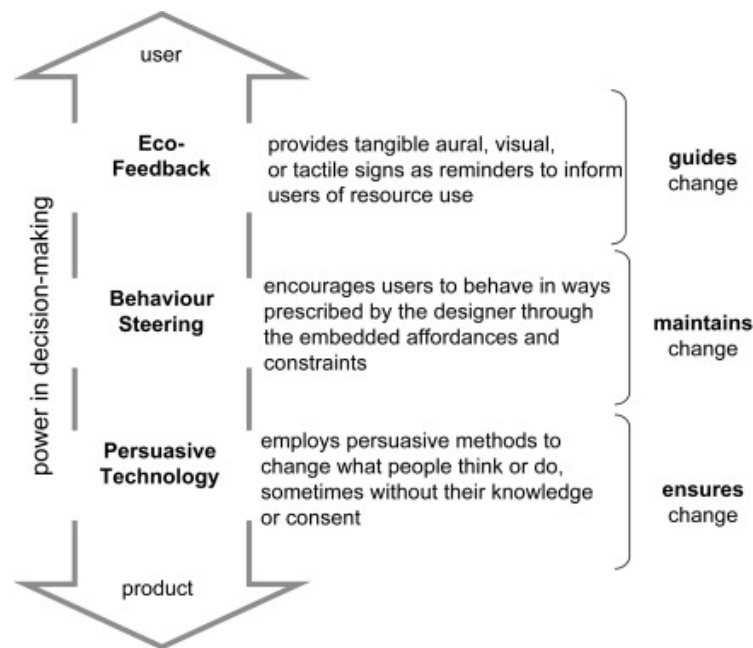 user
power in decision-making
Eco-
Feedback
provides tangible aural, visual,
or tactile signs as reminders to inform
users of resource use
guides
change
Behaviour
Steering
encourages users to behave in ways
prescribed by the designer through
the embedded affordances and
constraints
maintains
change
Persuasive
Technology
employs persuasive methods to
change what people think or do,
sometimes without their knowledge
or consent
ensures
change
product